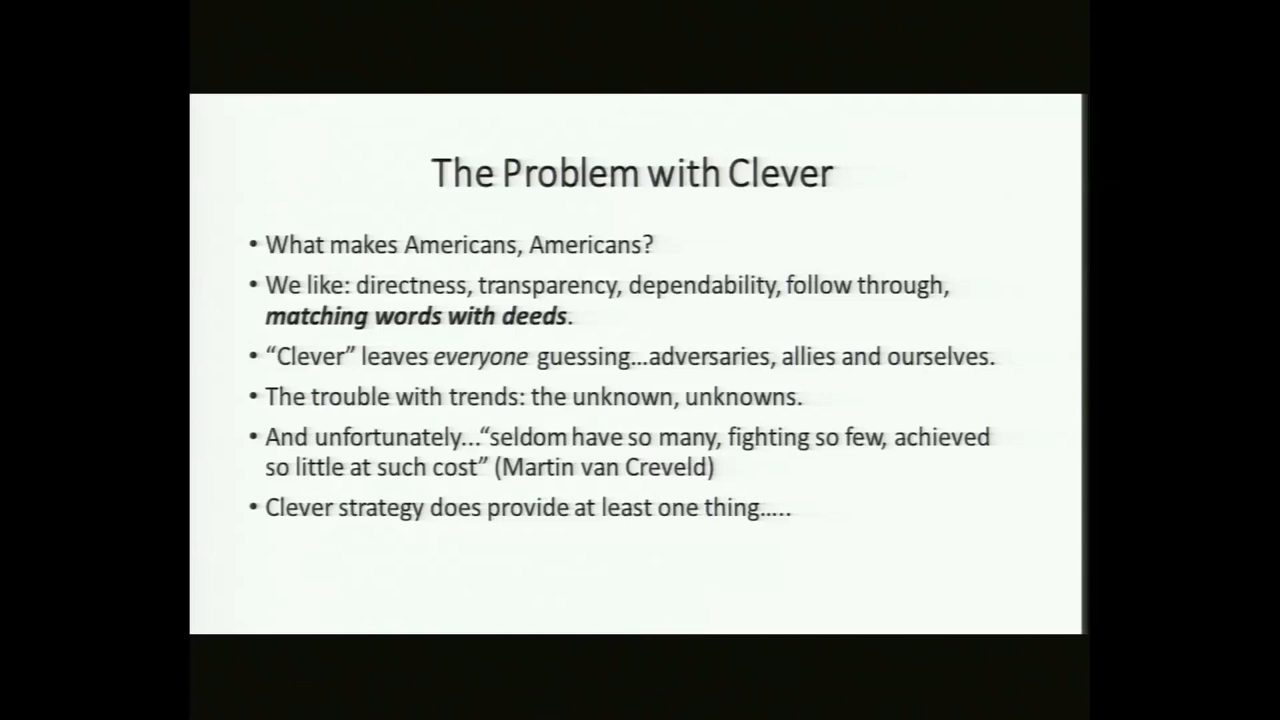 The Problem with Clever
• What makes Americans, Americans?
• We like: directness, transparency, dependability, follow through,
matching words with deeds.
• “Clever” leaves everyone guessing...adversaries, allies and ourselves.
• The trouble with trends: the unknown, unknowns.
• And unfortunately...“seldom have so many, fighting so few, achieved
so little at such cost” (Martin van Creveld)
• Clever strategy does provide at least one thing…..